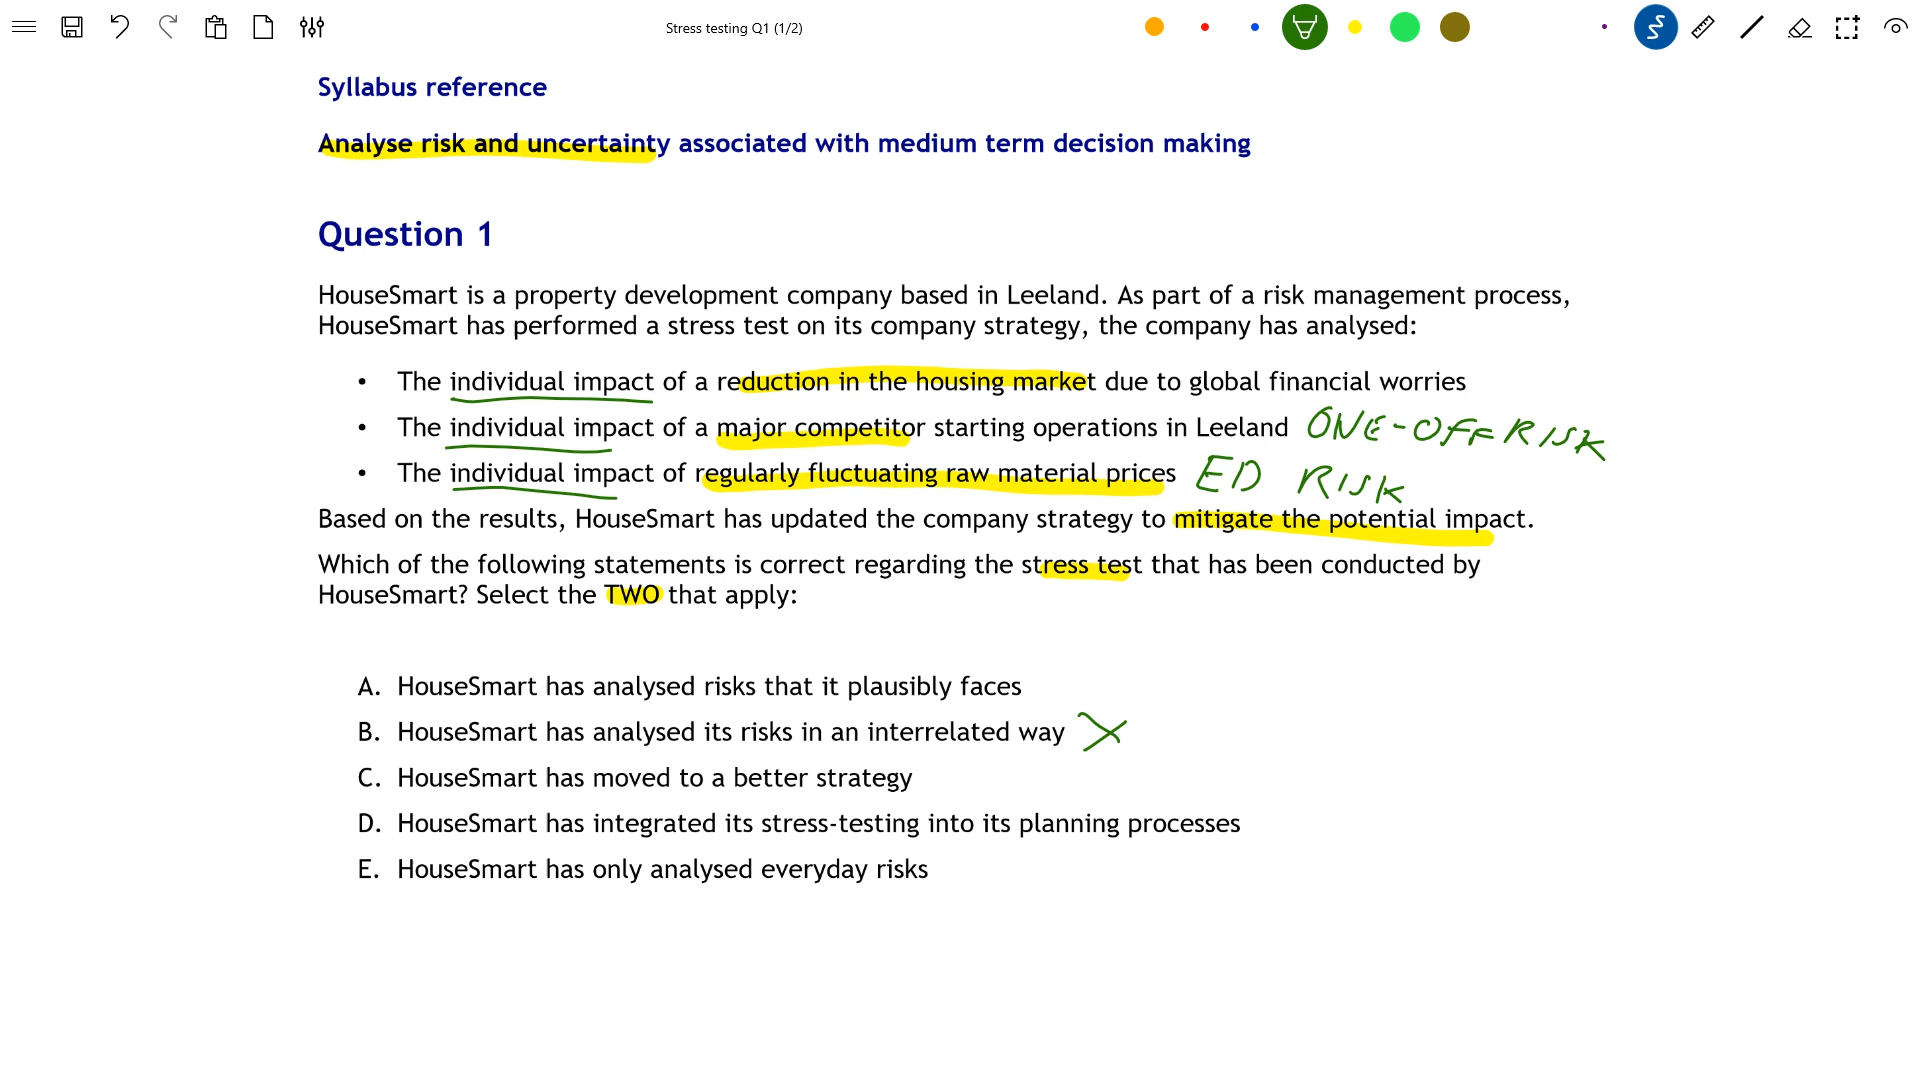 Stress testing Q1 (1/2)
Syllabus reference
Analyse risk and uncertainty associated with medium term decision making
Question 1
HouseSmart is a property development company based in Leeland. As part of a risk management process,
HouseSmart has performed a stress test on its company strategy, the company has analysed:
• The individual impact of a reduction in the housing market due to global financial worries
• The individual impact of a major competitor starting operations in Leeland ONE-OFF RISK
• The individual impact of regularly fluctuating raw material prices ED RISK
Based on the results, HouseSmart has updated the company strategy to mitigate the potential impact.
Which of the following statements is correct regarding the stress test that has been conducted by
HouseSmart? Select the TWO that apply:
A. HouseSmart has analysed risks that it plausibly faces
B. HouseSmart has analysed its risks in an interrelated way
C. HouseSmart has moved to a better strategy
D. HouseSmart has integrated its stress-testing into its planning processes
E. HouseSmart has only analysed everyday risks